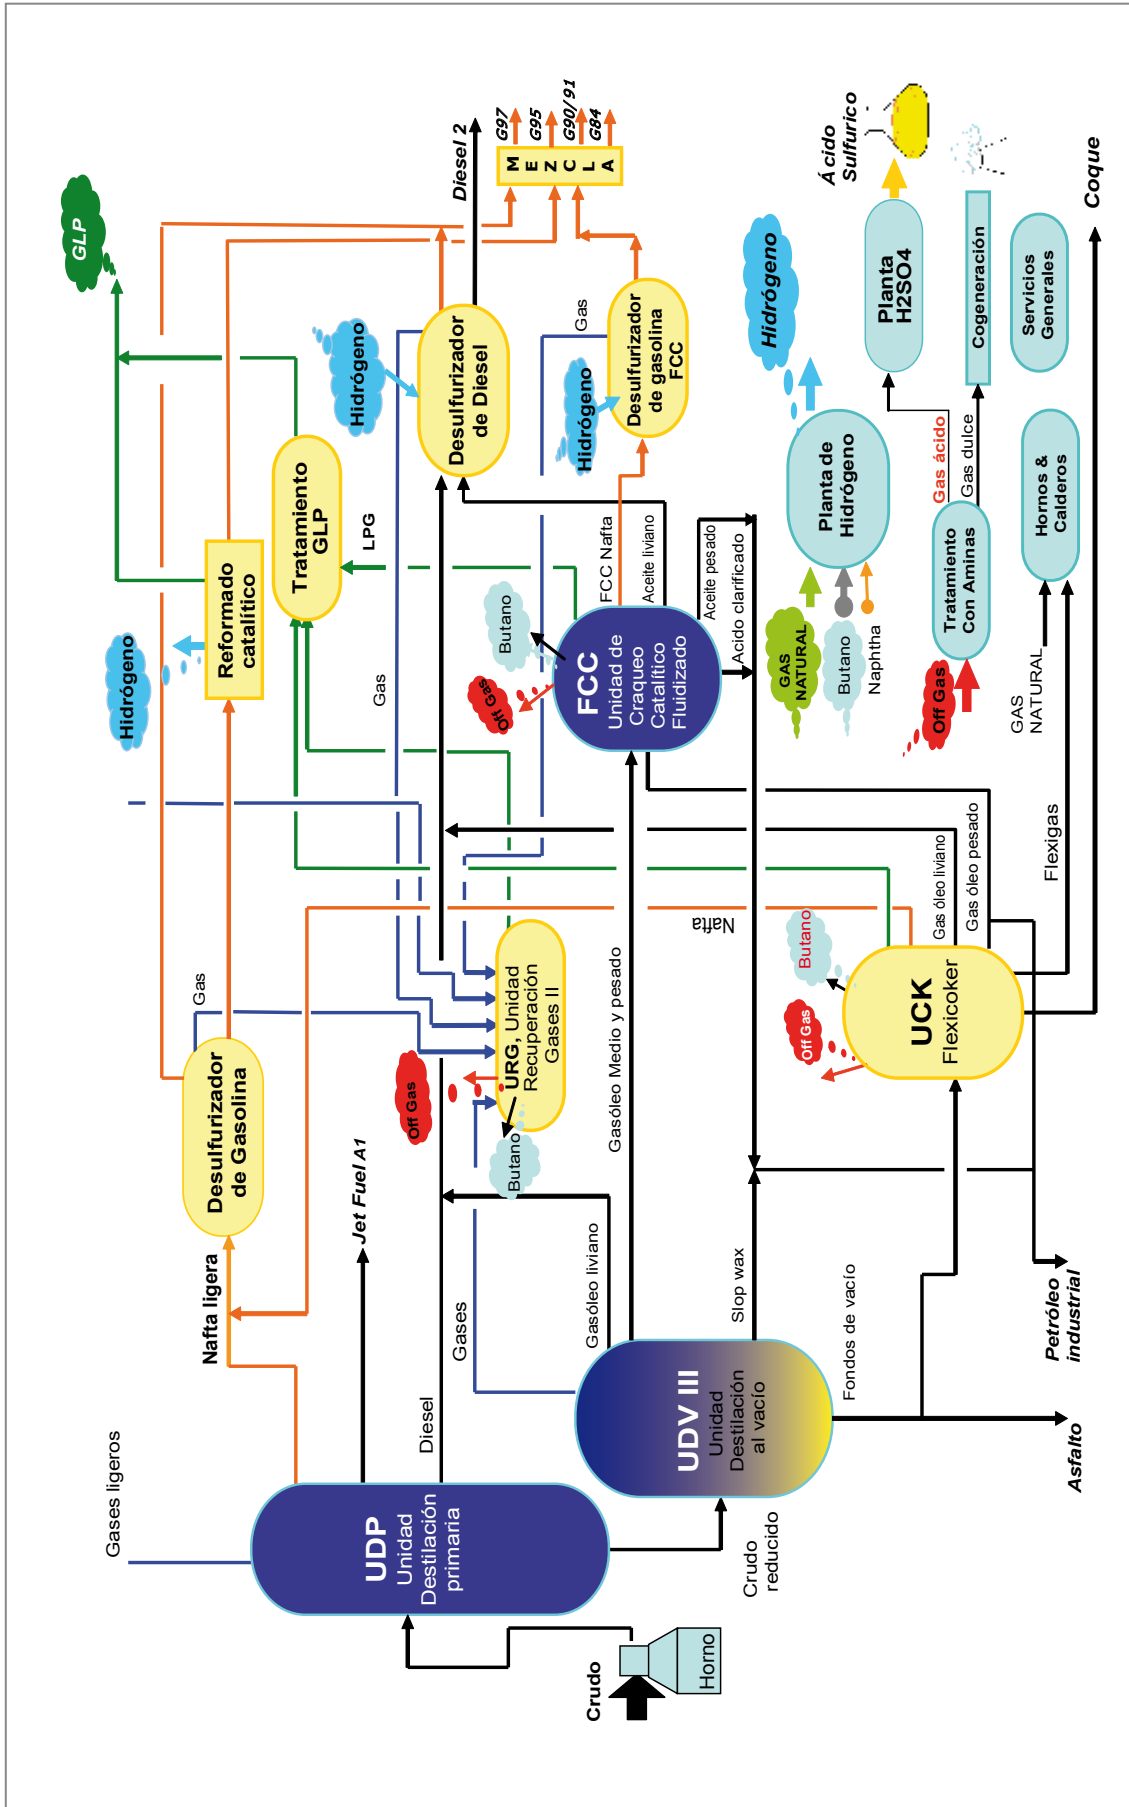 Gases ligeros
Crudo
Horno
UDP
Unidad
Destilación
primaria
Crudo
reducido
Nafta ligera
Jet Fuel A1
Diesel
Gases
Gasóleo liviano
UDV III
Unidad
Destilación
al vacío
Slop wax
Fondos de vacío
Asfalto
Petróleo
industrial
Desulfurizador
de Gasolina
Gas
Off Gas
URG, Unidad
Recuperación
Gases II
Butano
Gasóleo Medio y pesado
Nafta
Off Gas
Butano
UCK
Flexicoker
Gas óleo liviano
Gas óleo pesado
Flexigas
Coque
Hidrógeno
Reformado
catalítico
GLP
Tratamiento
GLP
LPG
Gas
Off Gas
Butano
FCC
Unidad de
Craqueo
Catalítico
Fluidizado
FCC Nafta
Aceite liviano
Aceite pesado
Acido clarificado
Hidrógeno
Desulfurizador
de Diesel
Diesel 2
Gas
Hidrógeno
Desulfurizador
de gasolina
FCC
M
E
Z
C
L
A
G97
G95
G90/91
G84
GAS
NATURAL
Butano
Naphtha
Planta de
Hidrógeno
Hidrógeno
Off Gas
Tratamiento
Con Aminas
Gas ácido
Gas dulce
Planta
H2SO4
Ácido
Sulfurico
Cogeneración
GAS
NATURAL
Hornos &
Calderos
Servicios
Generales